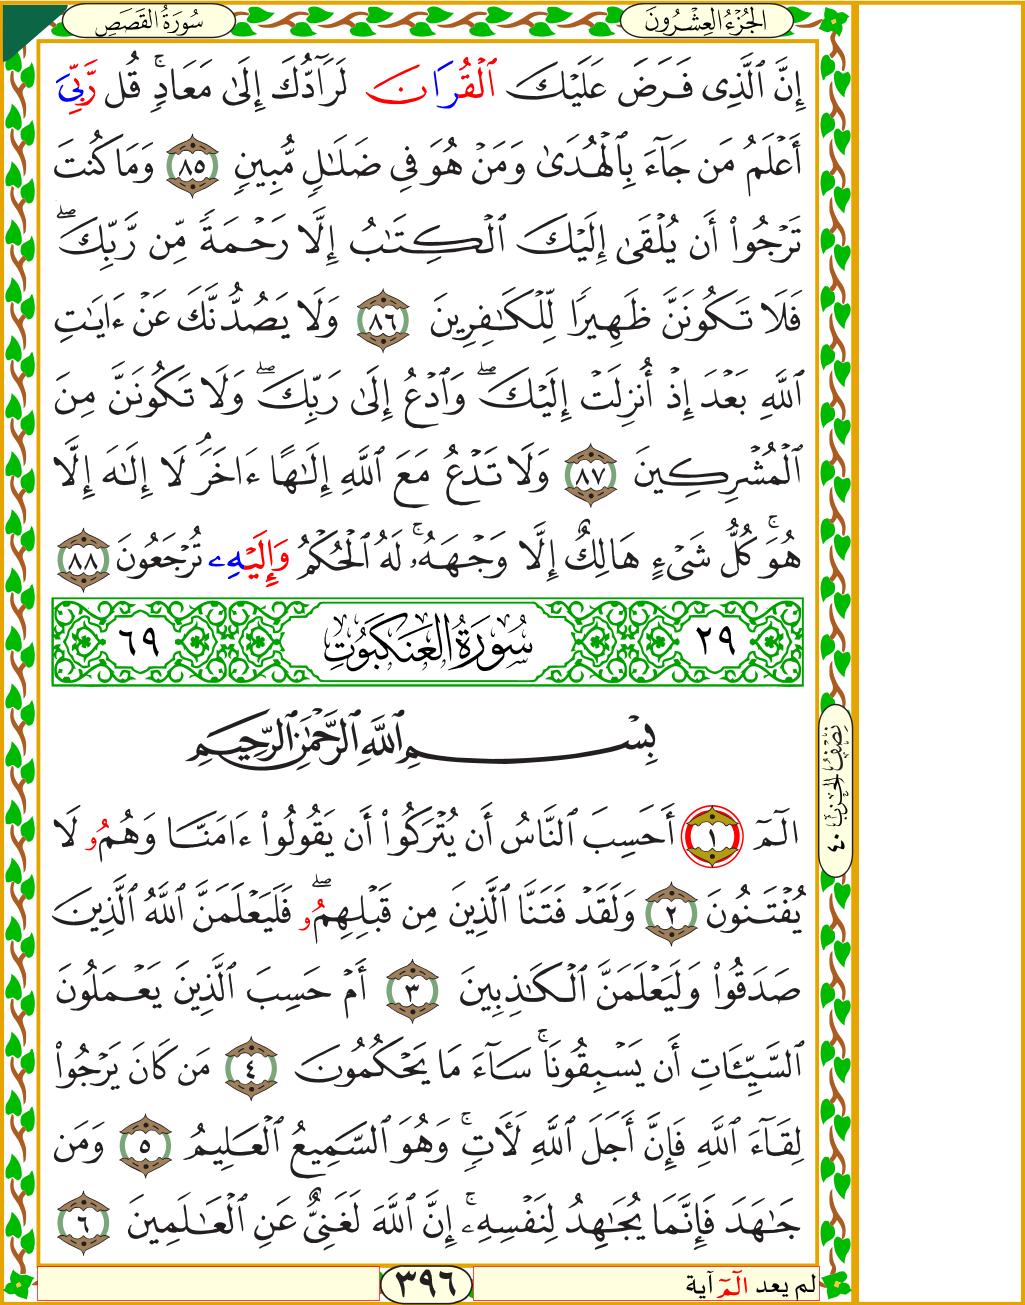 الجُزْءُ العِشْرُونَ
سُورَةُ القَصَصِ
إِنَّ ٱلَّذِى فَرَضَ عَلَيْكَ ٱلْقُرَانَ لَرَآدُّكَ إِلَىٰ مَعَادٍۚ قُل رَّبِّىَ
أَعْلَمُ مَن جَآءَ بِٱلْهُدَىٰ وَمَنْ هُوَ فِى ضَلَٰلٍ مُّبِينٍ ٨٥ وَمَا كُنتَ
تَرْجُوٓاْ أَن يُلْقَىٰٓ إِلَيْكَ ٱلْكِتَٰبُ إِلَّا رَحْمَةً مِّن رَّبِّكَۖ
فَلَا تَكُونَنَّ ظَهِيرًا لِّلْكَٰفِرِينَ ٨٦ وَلَا يَصُدُّنَّكَ عَنْ ءَايَٰتِ
ٱللَّهِ بَعْدَ إِذْ أُنزِلَتْ إِلَيْكَۖ وَٱدْعُ إِلَىٰ رَبِّكَۖ وَلَا تَكُونَنَّ مِنَ
ٱلْمُشْرِكِينَ ٨٧ وَلَا تَدْعُ مَعَ ٱللَّهِ إِلَٰهًا ءَاخَرَۘ لَا إِلَٰهَ إِلَّا
هُوَۚ كُلُّ شَىْءٍ هَالِكٌ إِلَّا وَجْهَهُۥۚ لَهُ ٱلْحُكْمُ وَإِلَيْهِۦ تُرْجَعُونَ ٨٨
٢٩ سُورَةُ العَنكَبُوتِ ٦٩
بِسْمِ ٱللَّهِ ٱلرَّحْمَٰنِ ٱلرَّحِيمِ
الٓمٓ ١ أَحَسِبَ ٱلنَّاسُ أَن يُتْرَكُوٓاْ أَن يَقُولُوٓاْ ءَامَنَّا وَهُمُۥ لَا
يُفْتَنُونَ ٢ وَلَقَدْ فَتَنَّا ٱلَّذِينَ مِن قَبْلِهِمُۥۖ فَلَيَعْلَمَنَّ ٱللَّهُ ٱلَّذِينَ
صَدَقُواْ وَلَيَعْلَمَنَّ ٱلْكَٰذِبِينَ ٣ أَمْ حَسِبَ ٱلَّذِينَ يَعْمَلُونَ
ٱلسَّيِّـَٔاتِ أَن يَسْبِقُونَاۚ سَآءَ مَا يَحْكُمُونَ ٤ مَن كَانَ يَرْجُواْ
لِقَآءَ ٱللَّهِ فَإِنَّ أَجَلَ ٱللَّهِ لَأٓتٍۚ وَهُوَ ٱلسَّمِيعُ ٱلْعَلِيمُ ٥ وَمَن
جَٰهَدَ فَإِنَّمَا يُجَٰهِدُ لِنَفْسِهِۦٓۚ إِنَّ ٱللَّهَ لَغَنِىٌّ عَنِ ٱلْعَٰلَمِينَ ٦
نِصْفُ الحِزْبِ ٤٠
لم يعد الٓمٓ آية
٣٩٦